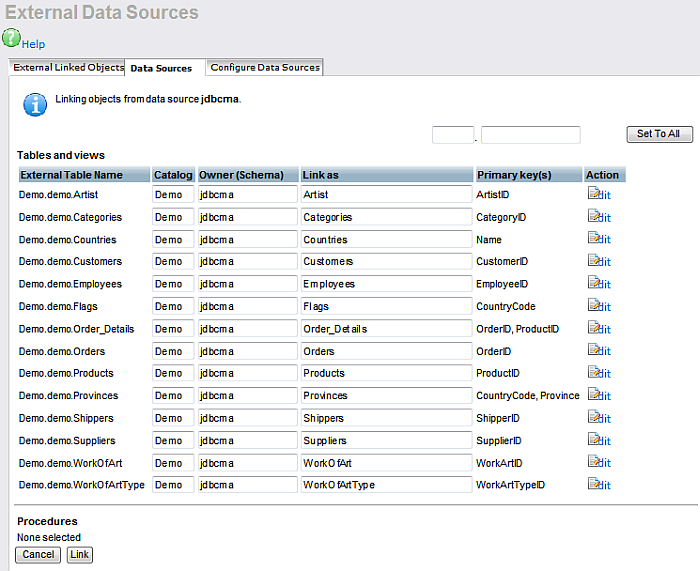 External Data Sources
Help
External Linked Objects Data Sources Configure Data Sources
Linking objects from data source jdbcma.
. Set To All
Tables and views
External Table Name Catalog Owner (Schema) Link as Primary key(s) Action
Demo.demo.Artist Demo jdbcma Artist ArtistID Edit
Demo.demo.Categories Demo jdbcma Categories CategoryID Edit
Demo.demo.Countries Demo jdbcma Countries Name Edit
Demo.demo.Customers Demo jdbcma Customers CustomerID Edit
Demo.demo.Employees Demo jdbcma Employees EmployeeID Edit
Demo.demo.Flags Demo jdbcma Flags CountryCode Edit
Demo.demo.Order_Details Demo jdbcma Order_Details OrderID, ProductID Edit
Demo.demo.Orders Demo jdbcma Orders OrderID Edit
Demo.demo.Products Demo jdbcma Products ProductID Edit
Demo.demo.Provinces Demo jdbcma Provinces CountryCode, Province Edit
Demo.demo.Shippers Demo jdbcma Shippers ShipperID Edit
Demo.demo.Suppliers Demo jdbcma Suppliers SupplierID Edit
Demo.demo.WorkOfArt Demo jdbcma WorkOfArt WorkArtID Edit
Demo.demo.WorkOfArtType Demo jdbcma WorkOfArtType WorkArtTypeID Edit
Procedures
None selected
Cancel Link